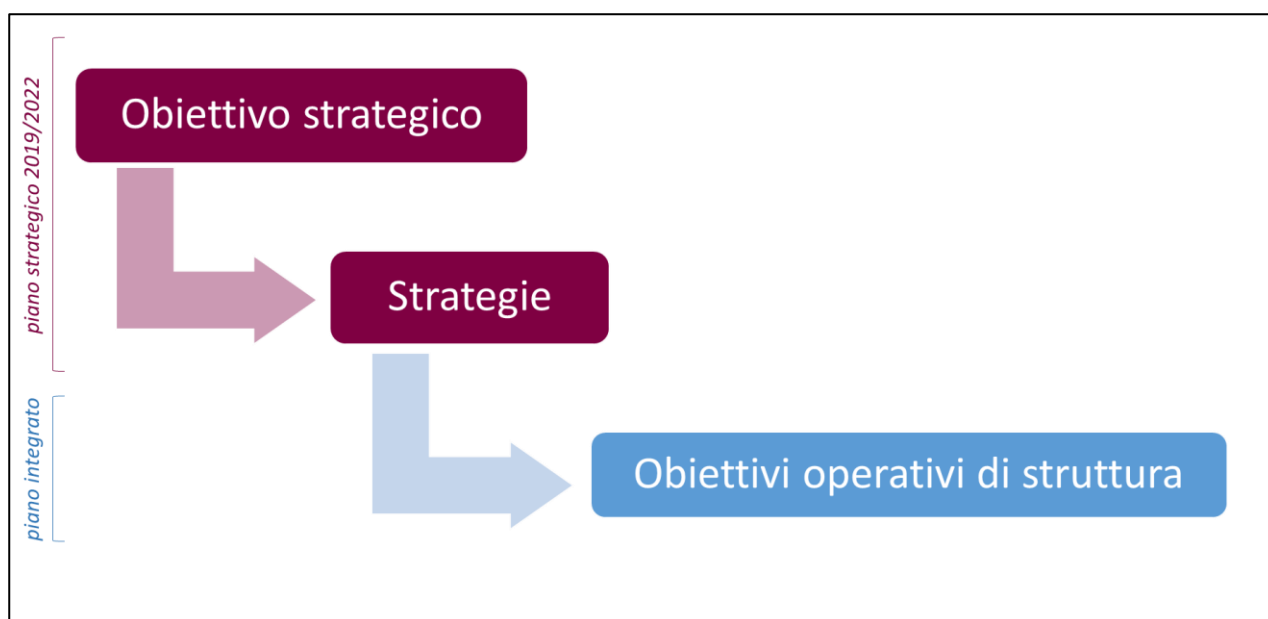 piano strategico 2019/2022
Obiettivo strategico
Strategie
piano integrato
Obiettivi operativi di struttura